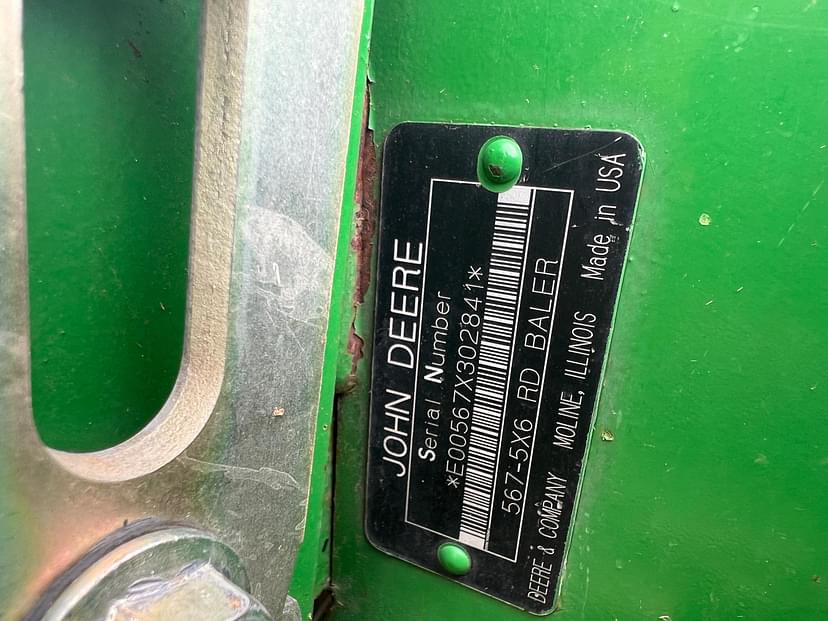 JOHN DEERE
Serial Number
*E00567X302841*
567-5X6 RD BALER
DEERE & COMPANY MOLINE, ILLINOIS Made in USA